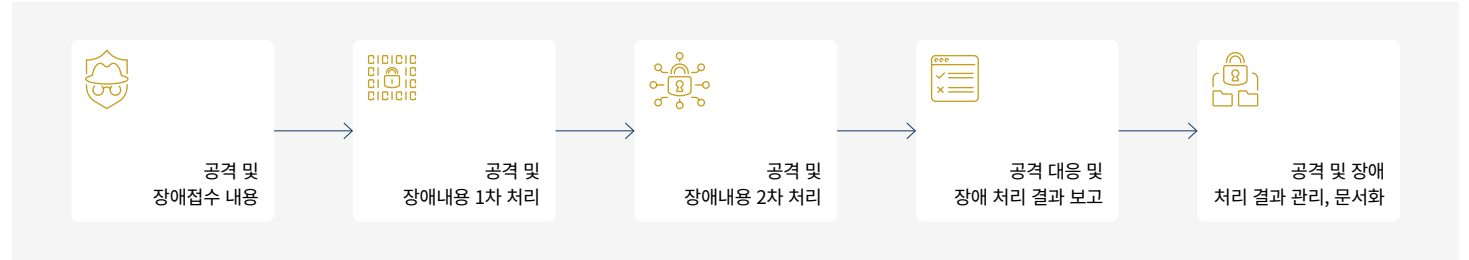 공격 및
장애접수 내용
공격 및
장애내용 1차 처리
공격 및
장애내용 2차 처리
공격 대응 및
장애 처리 결과 보고
공격 및 장애
처리 결과 관리, 문서화